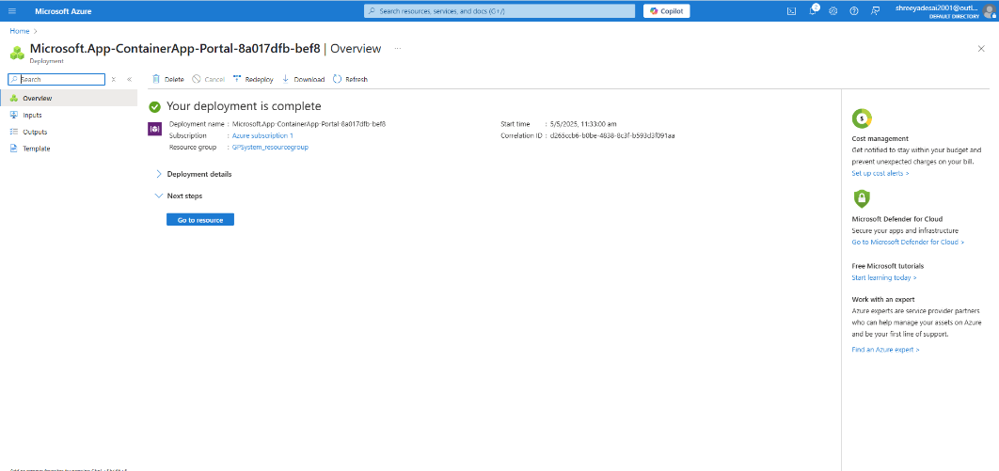 Microsoft Azure
Search resources, services, and docs (G+/)
Copilot
2
shreeyadesai2001@outl...
DEFAULT DIRECTORY
Home
Microsoft.App-ContainerApp-Portal-8a017dfb-bef8 | Overview ...
Deployment
Search
Delete Cancel Redeploy Download Refresh
Overview
Inputs
Outputs
Template
Your deployment is complete
Deployment name : Microsoft.App-ContainerApp-Portal-8a017dfb-bef8
Subscription : Azure subscription 1
Resource group : GPSystem_resourcegroup
Start time : 5/5/2025, 11:33:00 am
Correlation ID : d265ccb6-b0be-4838-8c3f-b593d3f091aa
Deployment details
Next steps
Go to resource
$
Cost management
Get notified to stay within your budget and
prevent unexpected charges on your bill.
Set up cost alerts >
Microsoft Defender for Cloud
Secure your apps and infrastructure
Go to Microsoft Defender for Cloud >
Free Microsoft tutorials
Start learning today >
Work with an expert
Azure experts are service provider partners
who can help manage your assets on Azure
and be your first line of support.
Find an Azure expert >